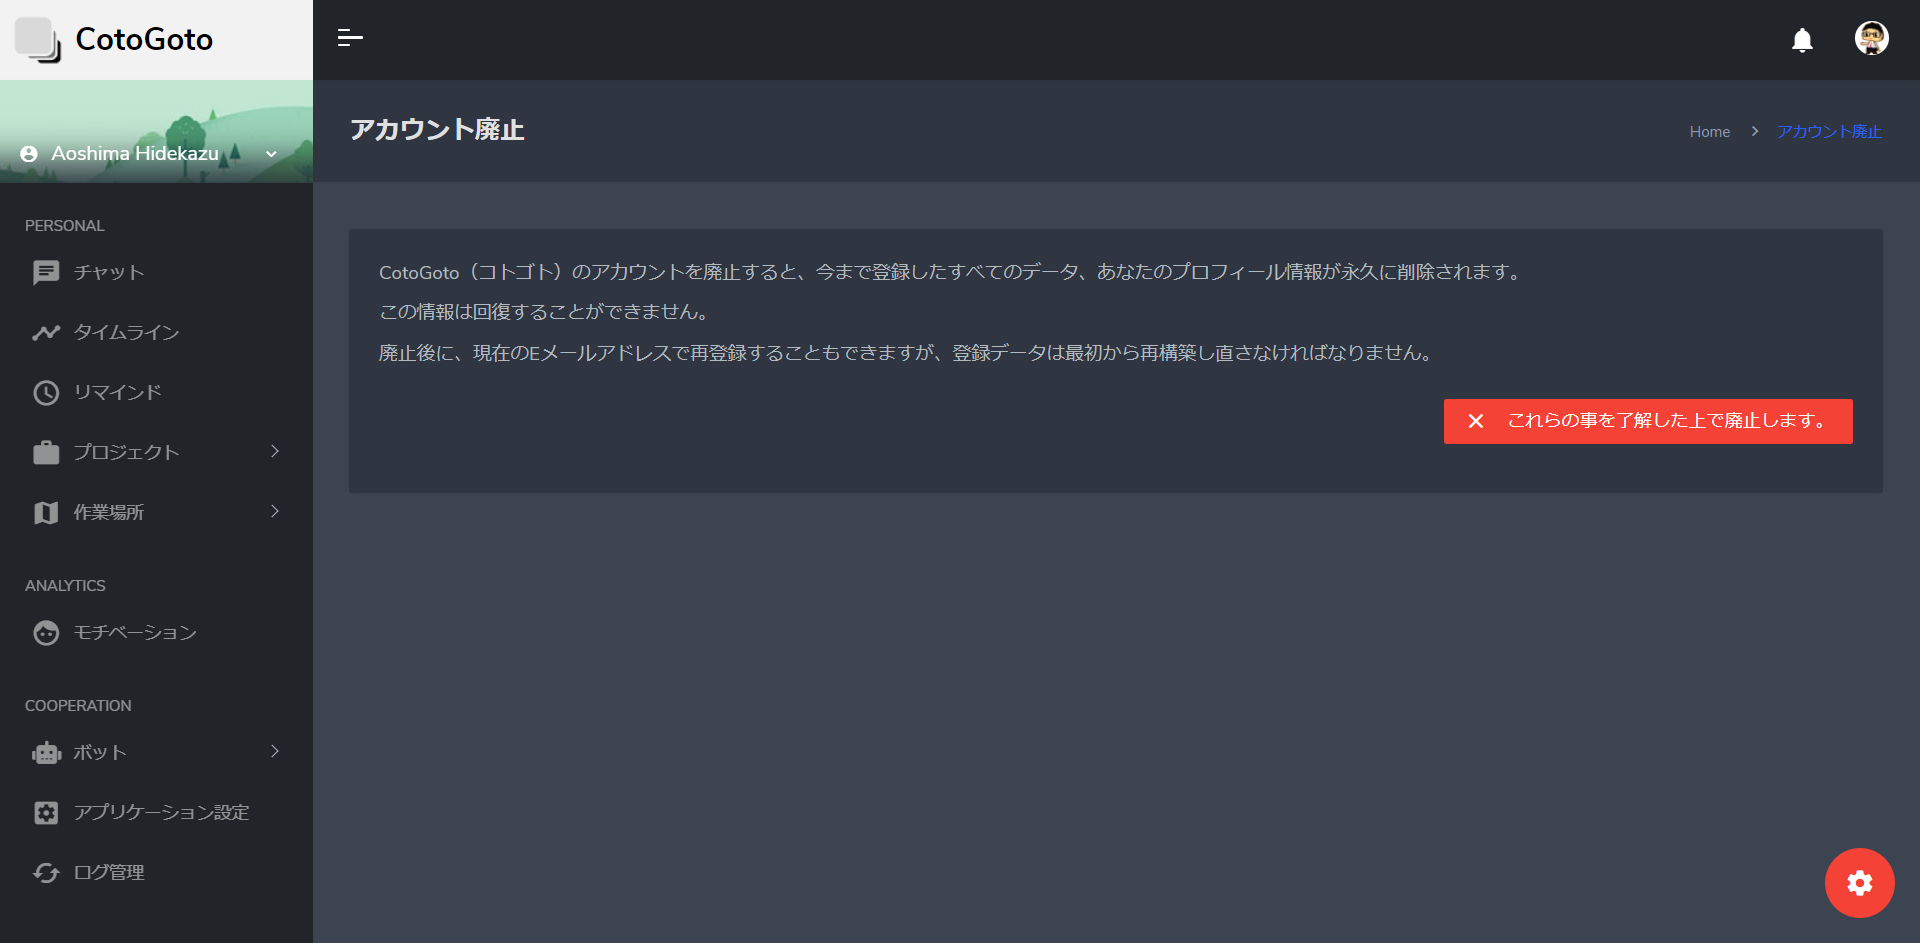 CotoGoto
Aoshima Hidekazu
PERSONAL
チャット
タイムライン
リマインド
プロジェクト
作業場所
ANALYTICS
モチベーション
COOPERATION
ボット
アプリケーション設定
ログ管理
アカウント廃止
Home
アカウント廃止
CotoGoto（コトゴト）のアカウントを廃止すると、今まで登録したすべてのデータ、あなたのプロフィール情報が永久に削除されます。
この情報は回復することができません。
廃止後に、現在のEメールアドレスで再登録することもできますが、登録データは最初から再構築し直さなければなりません。
これらの事を了解した上で廃止します。